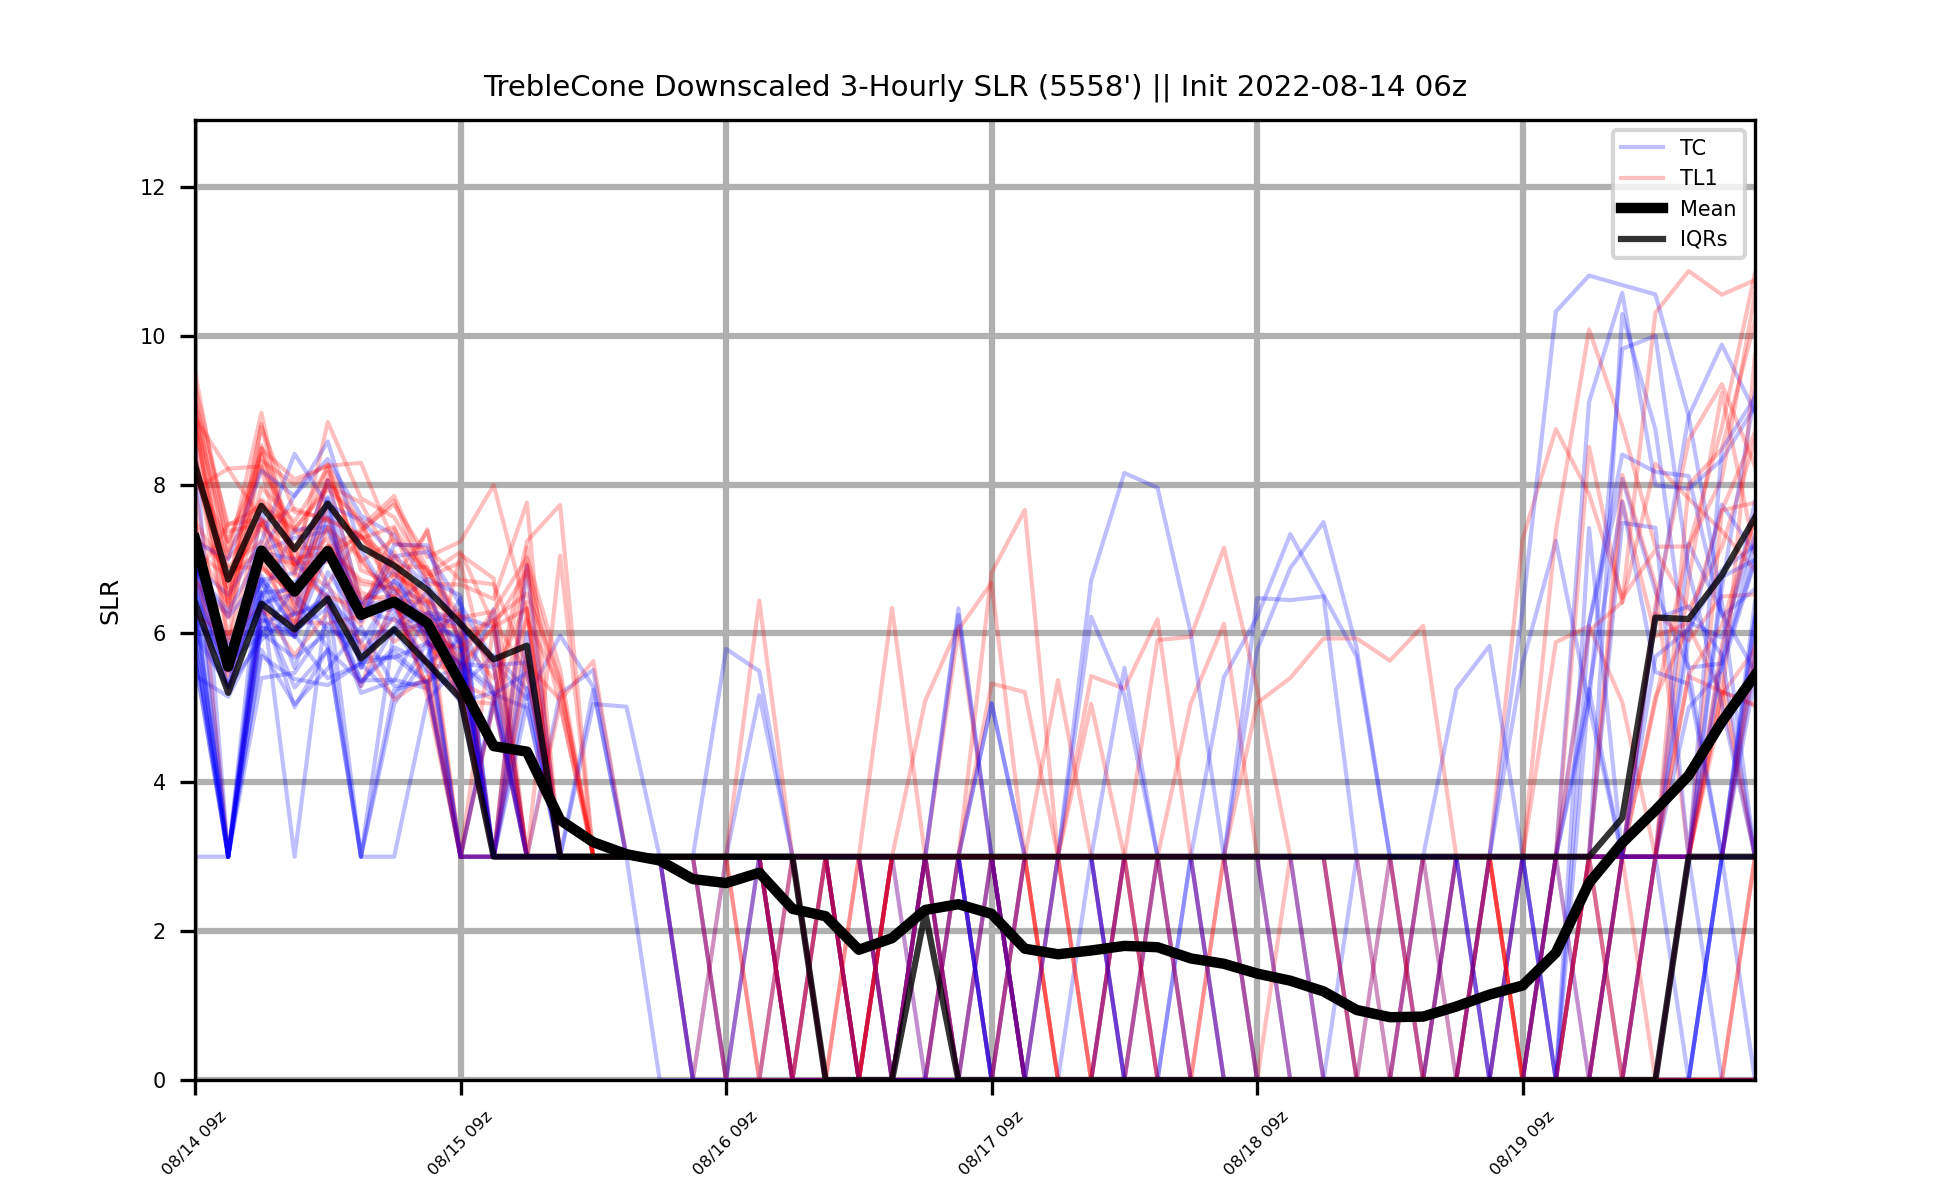 TrebleCone Downscaled 3-Hourly SLR (5558') || Init 2022-08-14 06z
TC
TL1
Mean
IQRs
SLR
12
10
8
6
4
2
0
08/14 09z
08/15 09z
08/16 09z
08/17 09z
08/18 09z
08/19 09z